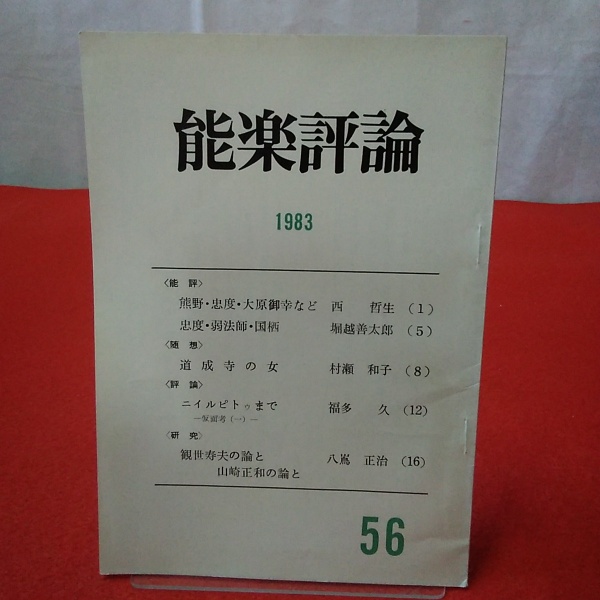 能楽評論
1983
〈能 評〉
熊野・忠度・大原御幸など 西 哲生 (1)
忠度・弱法師・国栖 堀越善太郎 (5)
〈随 想〉
道成寺の女 村瀬 和子 (8)
〈評 論〉
ニイルピトゥまで 福多 久 (12)
―仮面考(一)―
〈研 究〉
観世寿夫の論と 八嶌 正治 (16)
山崎正和の論と
56